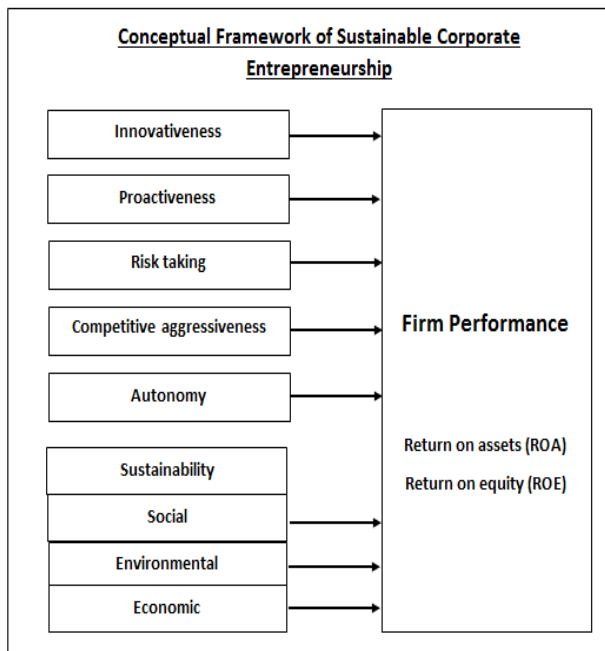 Conceptual Framework of Sustainable Corporate
Entrepreneurship
Innovativeness
Proactiveness
Risk taking
Competitive aggressiveness
Autonomy
Sustainability
Social
Environmental
Economic
Firm Performance
Return on assets (ROA)
Return on equity (ROE)